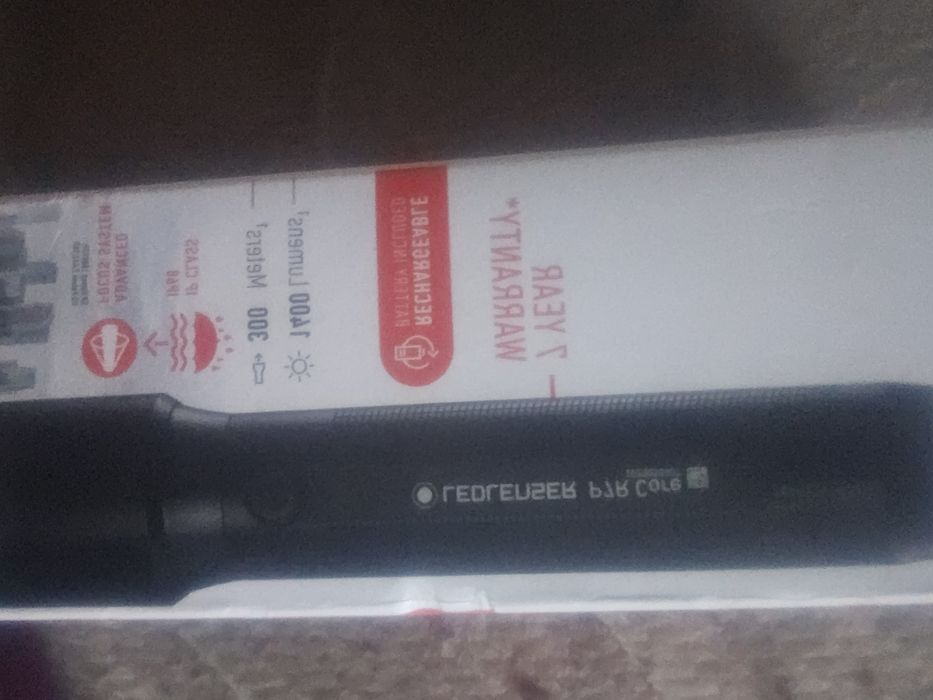 ADVANCED
FOCUS SYSTEM
IP CLASS
IP68
300 Meters¹
1400 Lumens¹
RECHARGEABLE
BATTERY INCLUDED
7 YEAR
WARRANTY*
LEDLENSER P7R Core